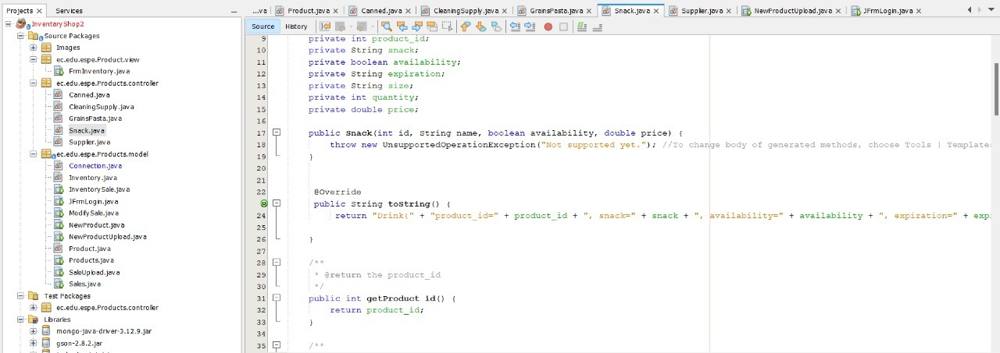 Projects × Services
...va Product.java × Canned.java × CleaningSupply.java × GrainsPasta.java × Snack.java × Supplier.java × NewProductUpload.java × JFrmLogin.java ×
Source History
InventaryShop2
Source Packages
Images
ec.edu.espe.Product.view
FrmInventory.java
ec.edu.espe.Products.controller
Canned.java
CleaningSupply.java
GrainsPasta.java
Snack.java
Supplier.java
ec.edu.espe.Products.model
Connection.java
Inventory.java
InventorySale.java
JFrmLogin.java
ModifySale.java
NewProduct.java
NewProductUpload.java
Product.java
Products.java
SaleUpload.java
Sales.java
Test Packages
ec.edu.espe.Products.controller
Libraries
mongo-java-driver-3.12.9.jar
gson-2.8.2.jar
9 private int product_id;
10 private String snack;
11 private boolean availability;
12 private String expiration;
13 private String size;
14 private int quantity;
15 private double price;
16
17 public Snack(int id, String name, boolean availability, double price) {
18 throw new UnsupportedOperationException("Not supported yet."); //To change body of generated methods, choose Tools | Template
19 }
20
21
22 @Override
public String toString() {
24 return "Drink{" + "product_id=" + product_id + ", snack=" + snack + ", availability=" + availability + ", expiration=" + exp
25
26 }
27
28 /**
29 * @return the product_id
30 */
31 public int getProduct_id() {
32 return product_id;
33 }
34
35 /**